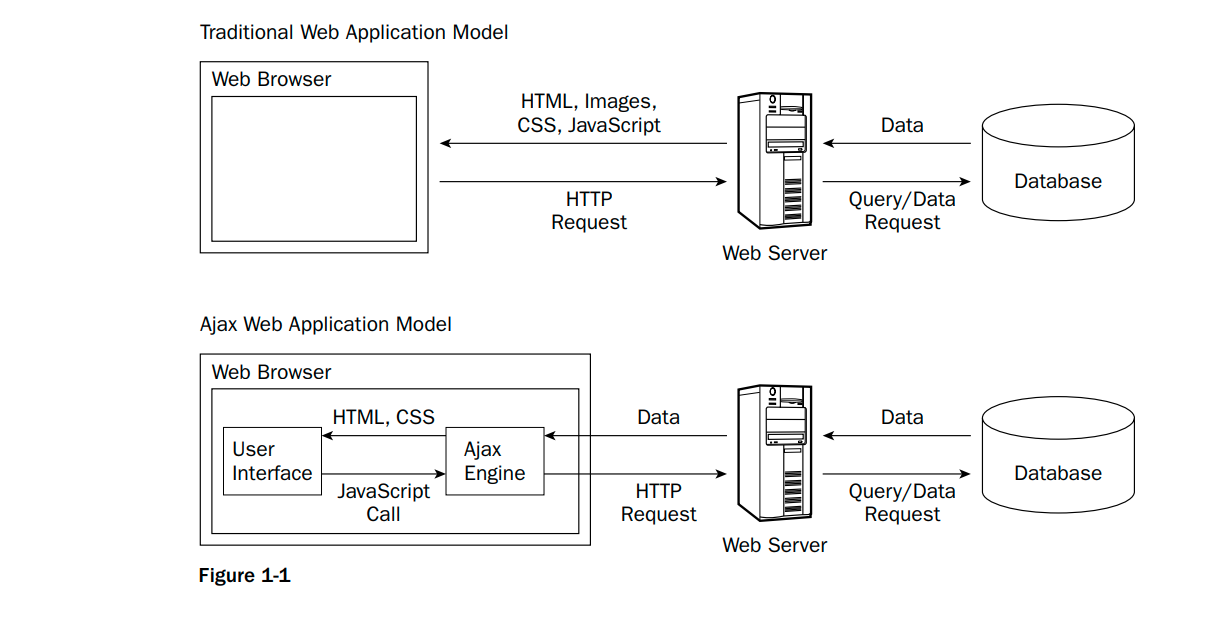 Traditional Web Application Model
Web Browser
HTML, Images,
CSS, JavaScript
HTTP
Request
Web Server
Data
Query/Data
Request
Database
Ajax Web Application Model
Web Browser
User
Interface
HTML, CSS
JavaScript
Call
Ajax
Engine
Data
HTTP
Request
Web Server
Data
Query/Data
Request
Database
Figure 1-1